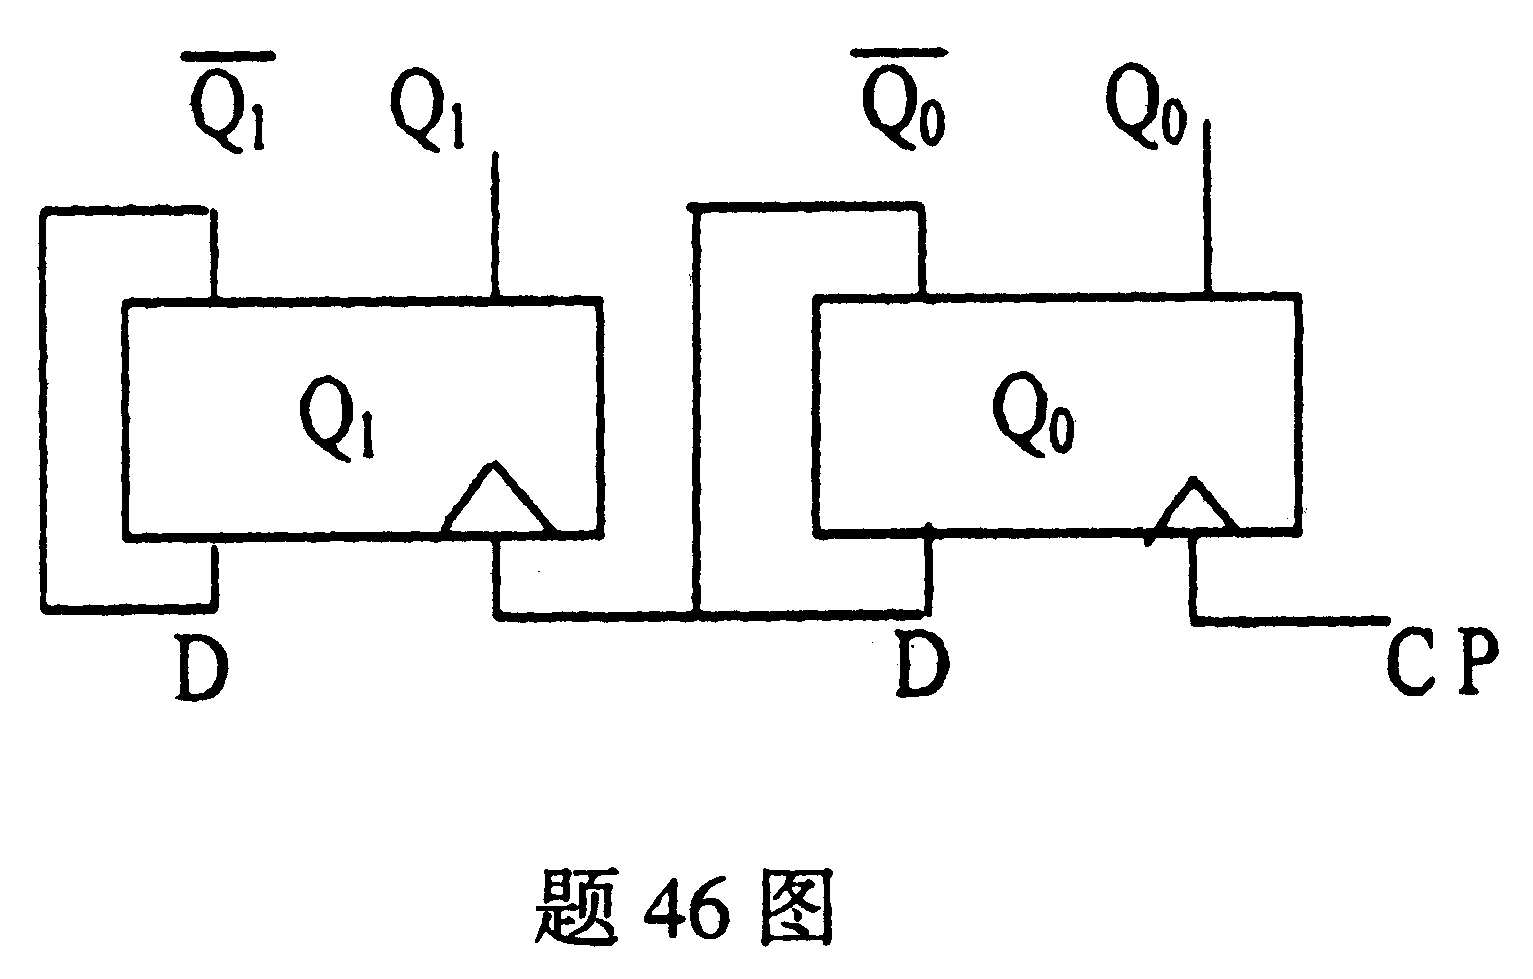 Q̅₁ Q₁ Q̅₀ Q₀
Q₁ Q₀
D D CP
题 46 图